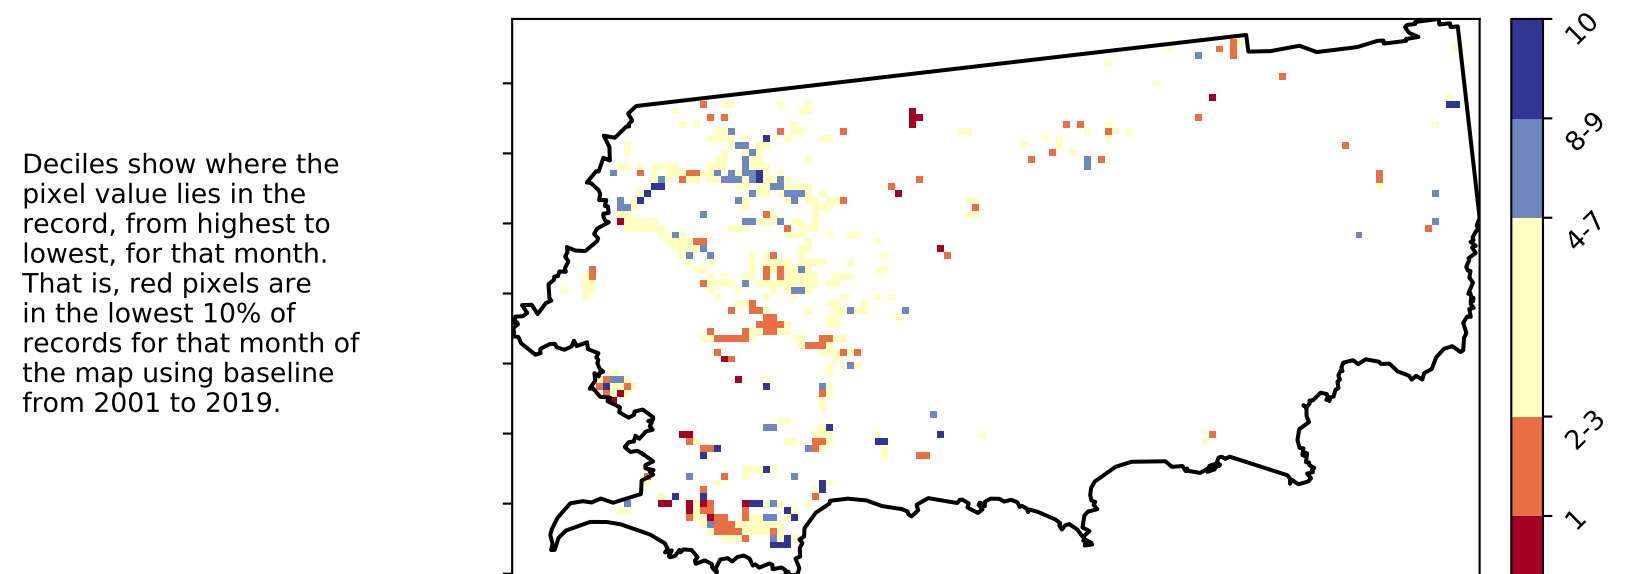 Deciles show where the
pixel value lies in the
record, from highest to
lowest, for that month.
That is, red pixels are
in the lowest 10% of
records for that month of
the map using baseline
from 2001 to 2019.
10
8-9
4-7
2-3
1